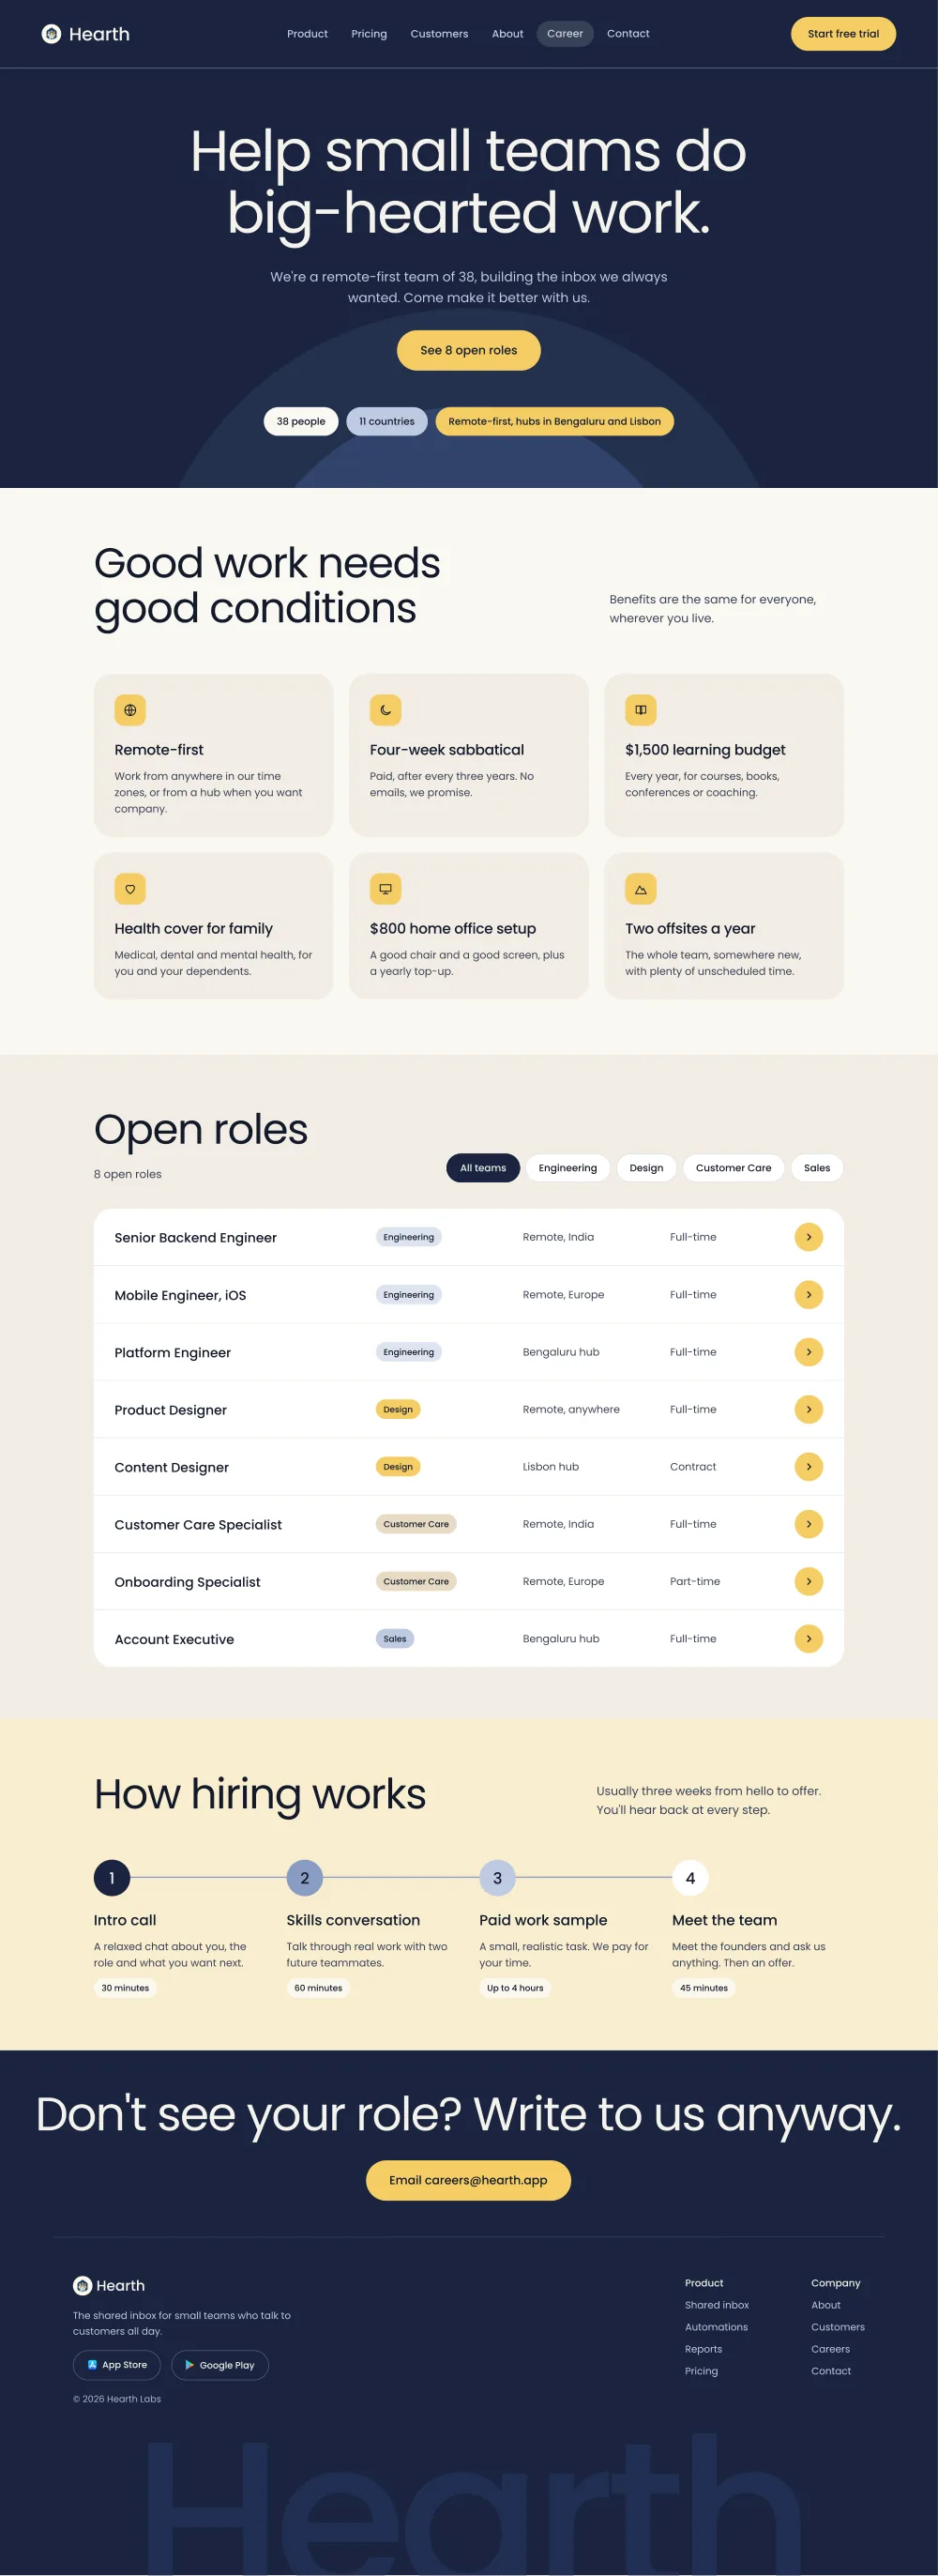 Hearth
Product
Pricing
Customers
About
Career
Contact
Start free trial
Help small teams do
big-hearted work.
We're a remote-first team of 38, building the inbox we always
wanted. Come make it better with us.
See 8 open roles
38 people
11 countries
Remote-first, hubs in Bengaluru and Lisbon
Good work needs
good conditions
Benefits are the same for everyone,
wherever you live.
Remote-first
Work from anywhere in our time
zones, or from a hub when you want
company.
Four-week sabbatical
Paid, after every three years. No
emails, we promise.
$1,500 learning budget
Every year, for courses, books,
conferences or coaching.
Health cover for family
Medical, dental and mental health, for
you and your dependents.
$800 home office setup
A good chair and a good screen, plus
a yearly top-up.
Two offsites a year
The whole team, somewhere new,
with plenty of unscheduled time.
Open roles
8 open roles
All teams
Engineering
Design
Customer Care
Sales
Senior Backend Engineer
Engineering
Remote, India
Full-time
Mobile Engineer, iOS
Engineering
Remote, Europe
Full-time
Platform Engineer
Engineering
Bengaluru hub
Full-time
Product Designer
Design
Remote, anywhere
Full-time
Content Designer
Design
Lisbon hub
Contract
Customer Care Specialist
Customer Care
Remote, India
Full-time
Onboarding Specialist
Customer Care
Remote, Europe
Part-time
Account Executive
Sales
Bengaluru hub
Full-time
How hiring works
Usually three weeks from hello to offer.
You'll hear back at every step.
1
Intro call
A relaxed chat about you, the
role and what you want next.
30 minutes
2
Skills conversation
Talk through real work with two
future teammates.
60 minutes
3
Paid work sample
A small, realistic task. We pay for
your time.
Up to 4 hours
4
Meet the team
Meet the founders and ask us
anything. Then an offer.
45 minutes
Don't see your role? Write to us anyway.
Email careers@hearth.app
Hearth
The shared inbox for small teams who talk to
customers all day.
App Store
Google Play
© 2026 Hearth Labs
Product
Shared inbox
Automations
Reports
Pricing
Company
About
Customers
Careers
Contact
Hearth